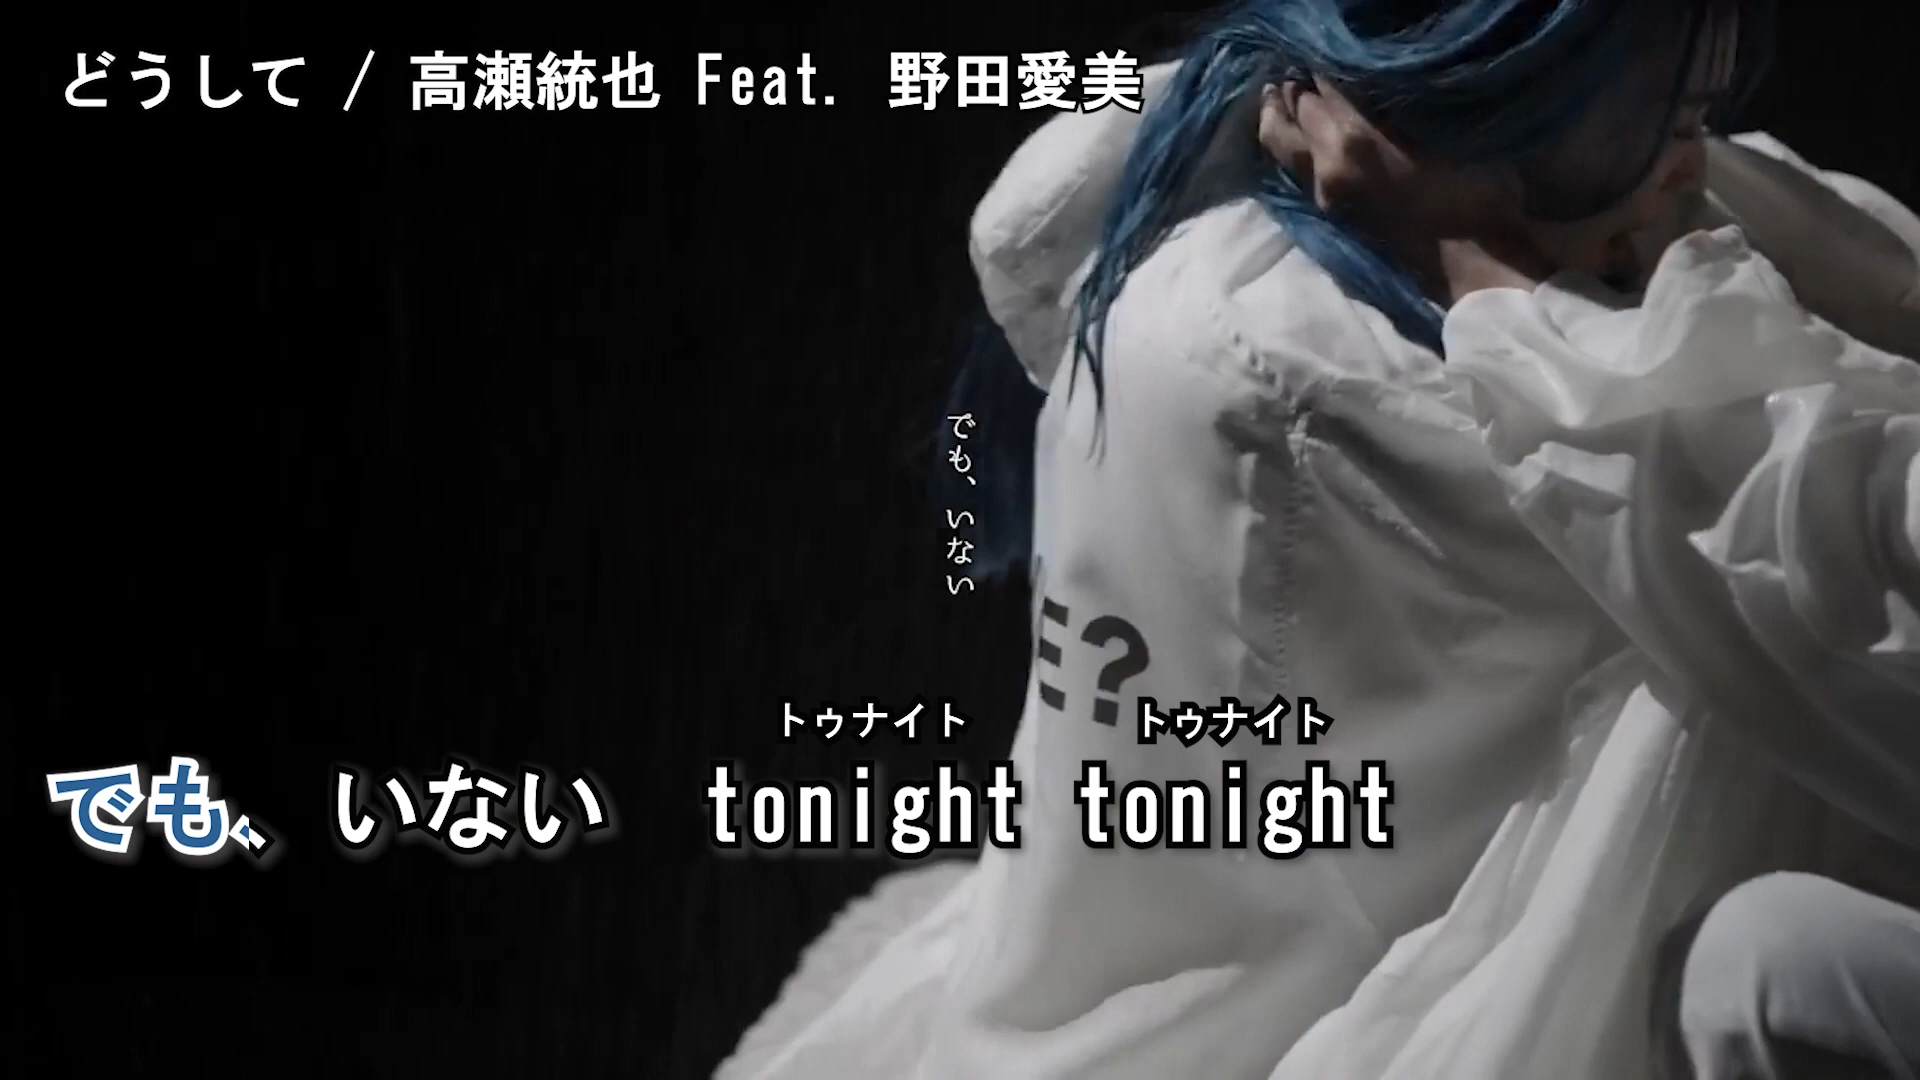 どうして / 高瀬統也 Feat. 野田愛美
でも、いない
E?
トゥナイト トゥナイト
でも、 いない tonight tonight